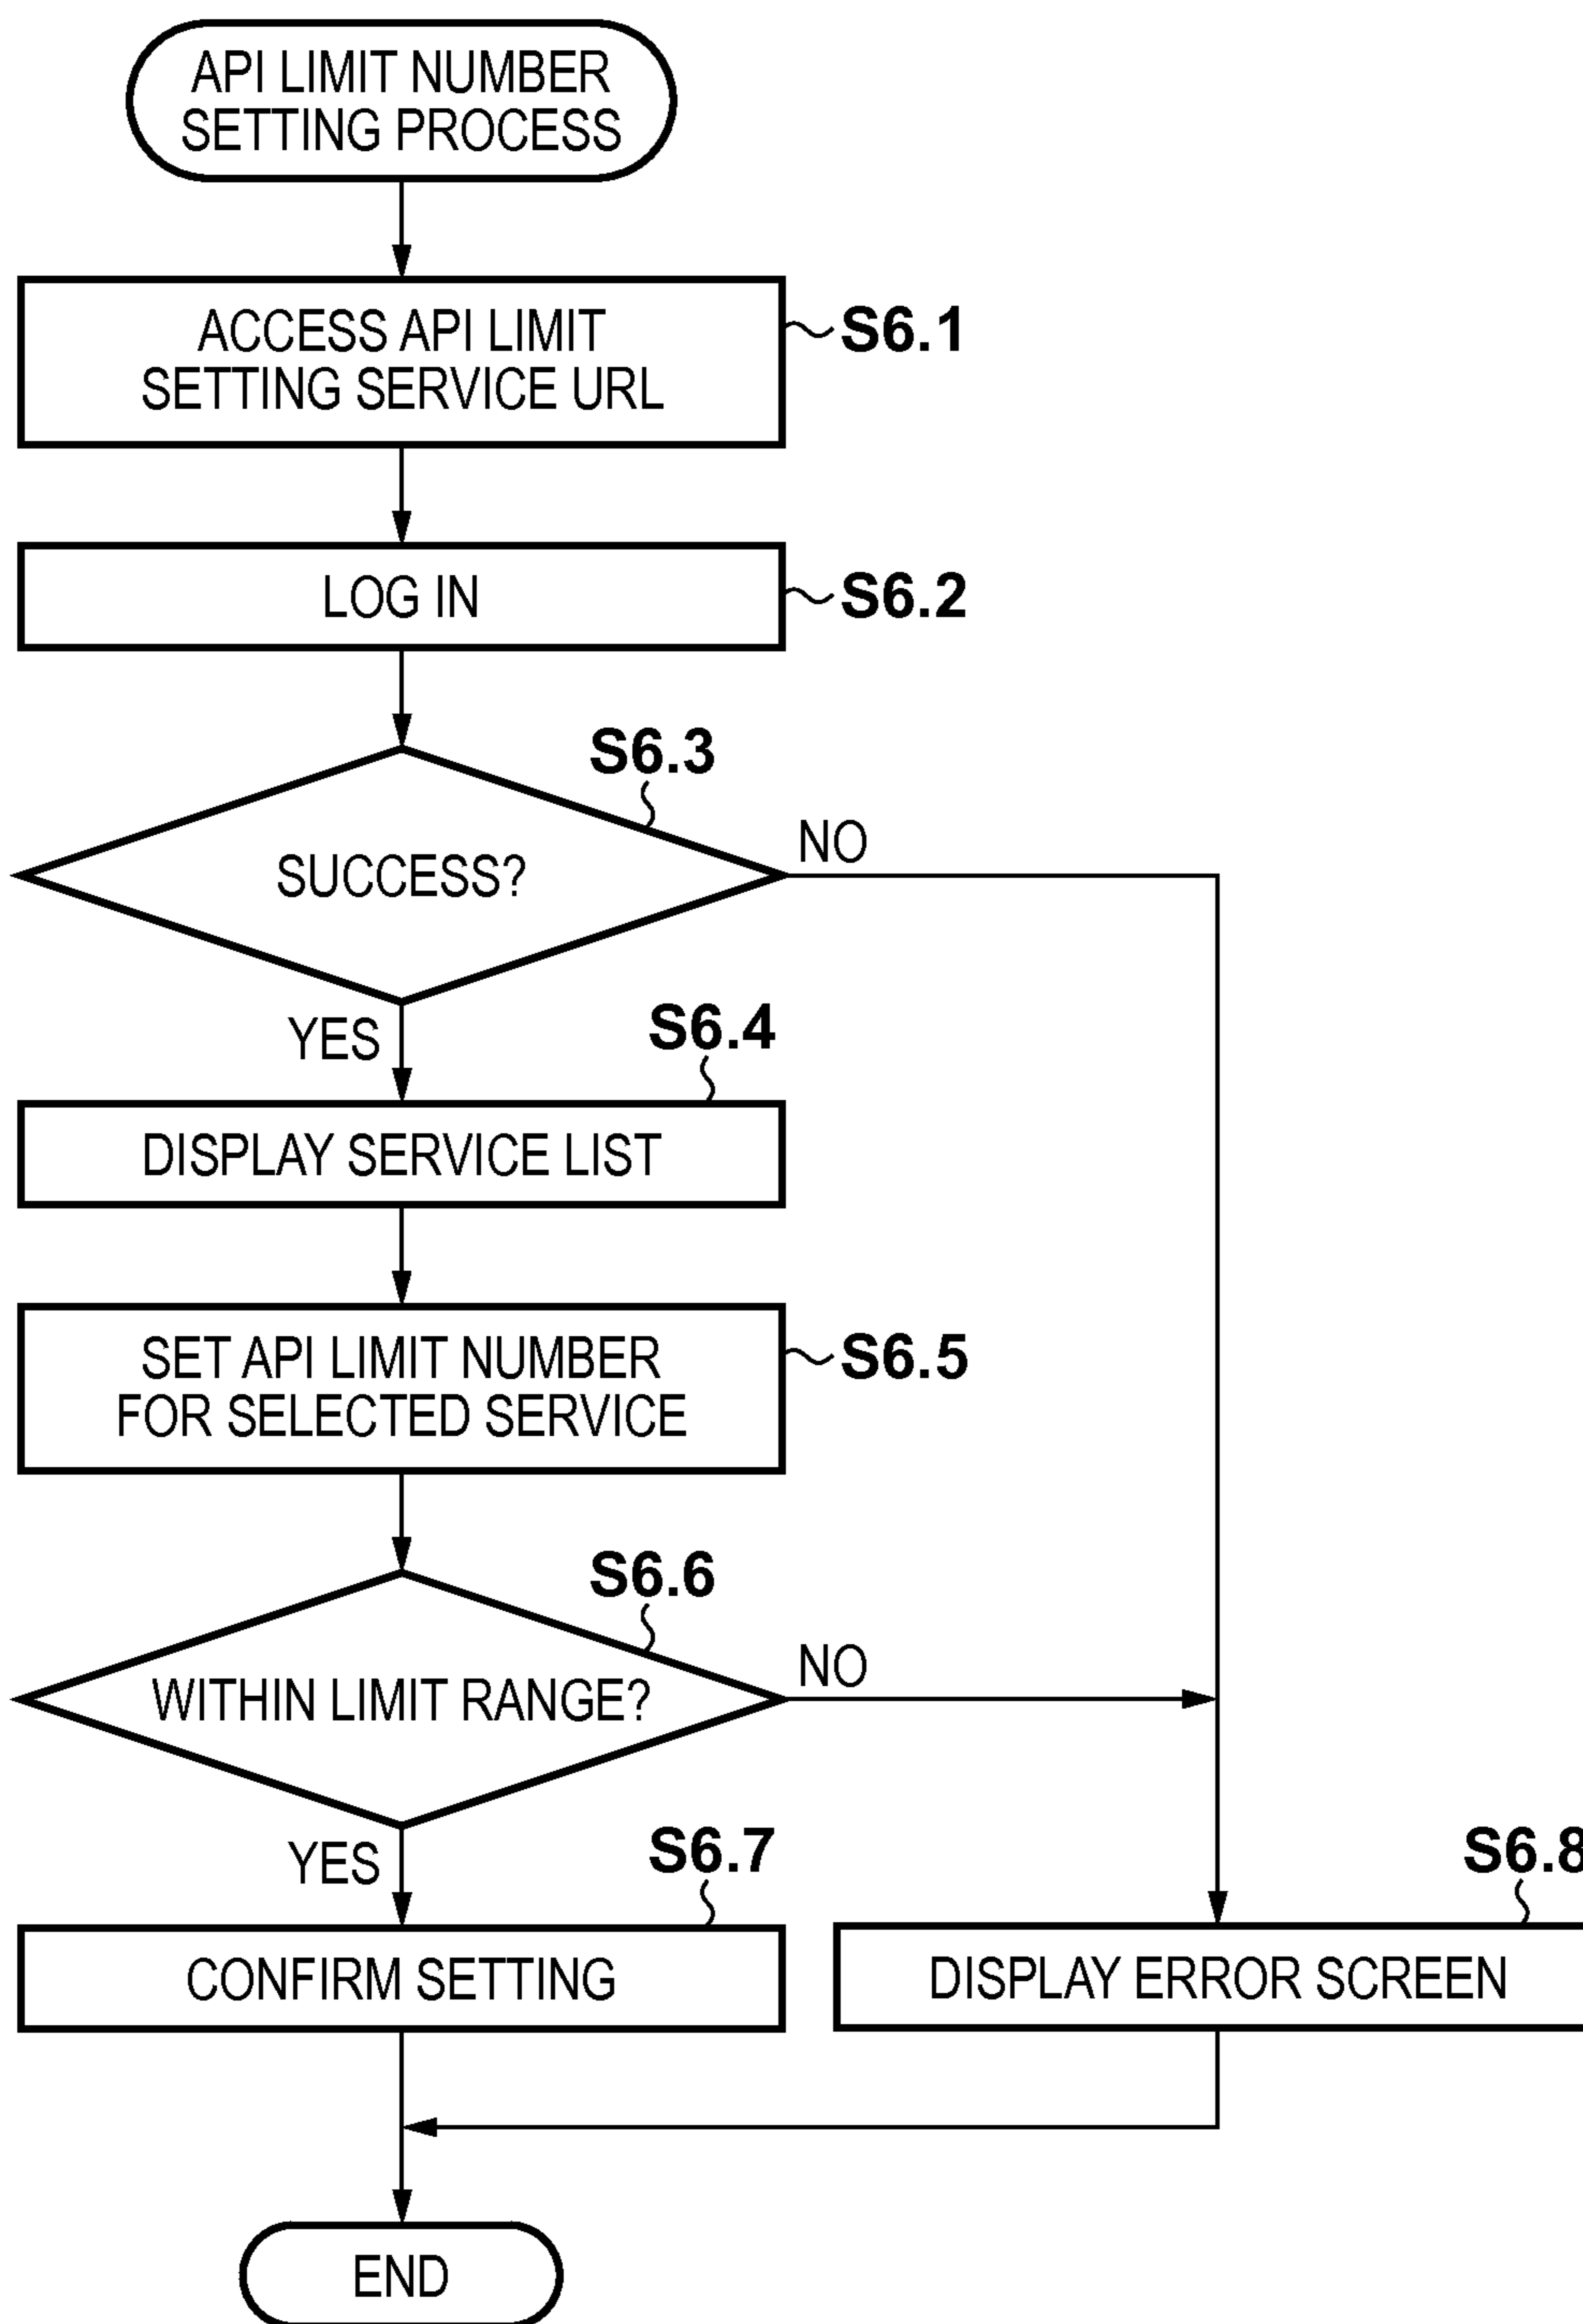 API LIMIT NUMBER
SETTING PROCESS
ACCESS API LIMIT
SETTING SERVICE URL
S6.1
LOG IN
S6.2
S6.3
SUCCESS?
NO
YES
S6.4
DISPLAY SERVICE LIST
SET API LIMIT NUMBER
FOR SELECTED SERVICE
S6.5
S6.6
WITHIN LIMIT RANGE?
NO
YES
S6.7
CONFIRM SETTING
S6.8
DISPLAY ERROR SCREEN
END